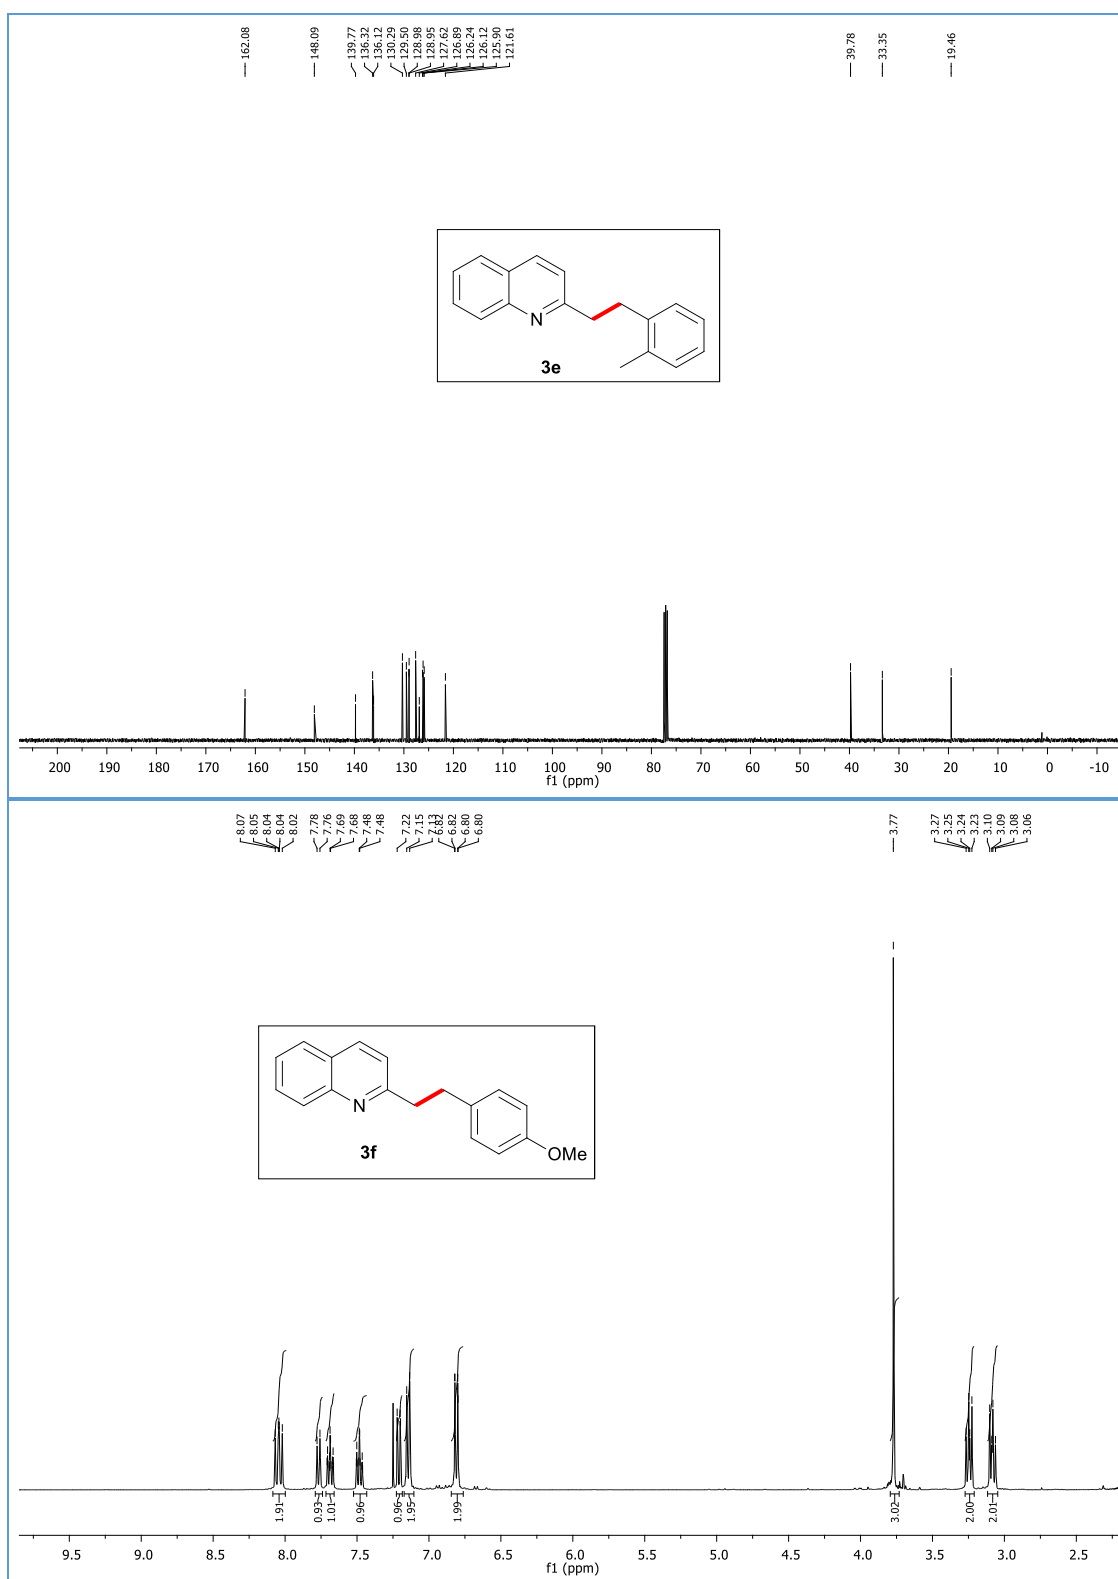 162.08 148.09 139.77 136.32 136.12 130.29 129.50 128.98 128.95 127.62 126.89 126.24 126.12 125.90 121.61 39.78 33.35 19.46
N
3e
200 190 180 170 160 150 140 130 120 110 100 90 80 70 60 50 40 30 20 10 0 -10
f1 (ppm)
8.07 8.05 8.04 8.04 8.02 7.78 7.76 7.69 7.68 7.48 7.48 7.22 7.15 7.13 6.82 6.82 6.80 6.80 3.77 3.27 3.25 3.24 3.23 3.10 3.09 3.08 3.06
N
3f
OMe
1.91 0.93 1.01 0.96 0.96 1.95 1.99 3.02 2.00 2.01
9.5 9.0 8.5 8.0 7.5 7.0 6.5 6.0 5.5 5.0 4.5 4.0 3.5 3.0 2.5
f1 (ppm)